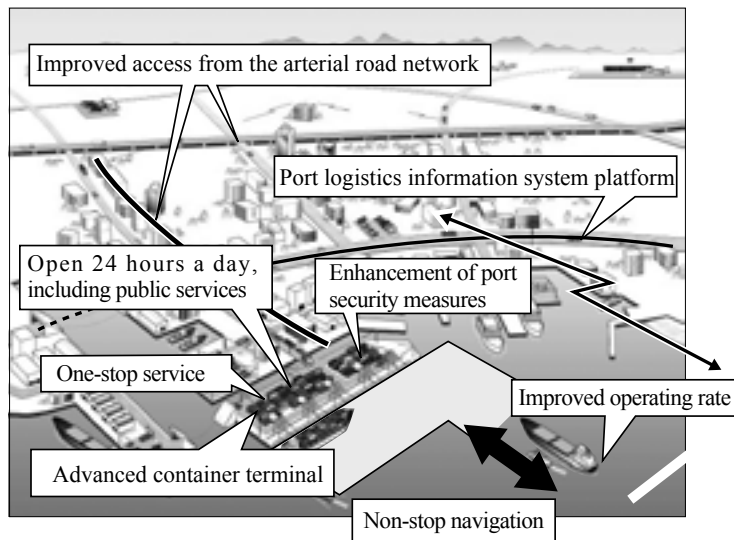 Improved access from the arterial road network
Port logistics information system platform
Open 24 hours a day,
including public services
Enhancement of port
security measures
One-stop service
Improved operating rate
Advanced container terminal
Non-stop navigation